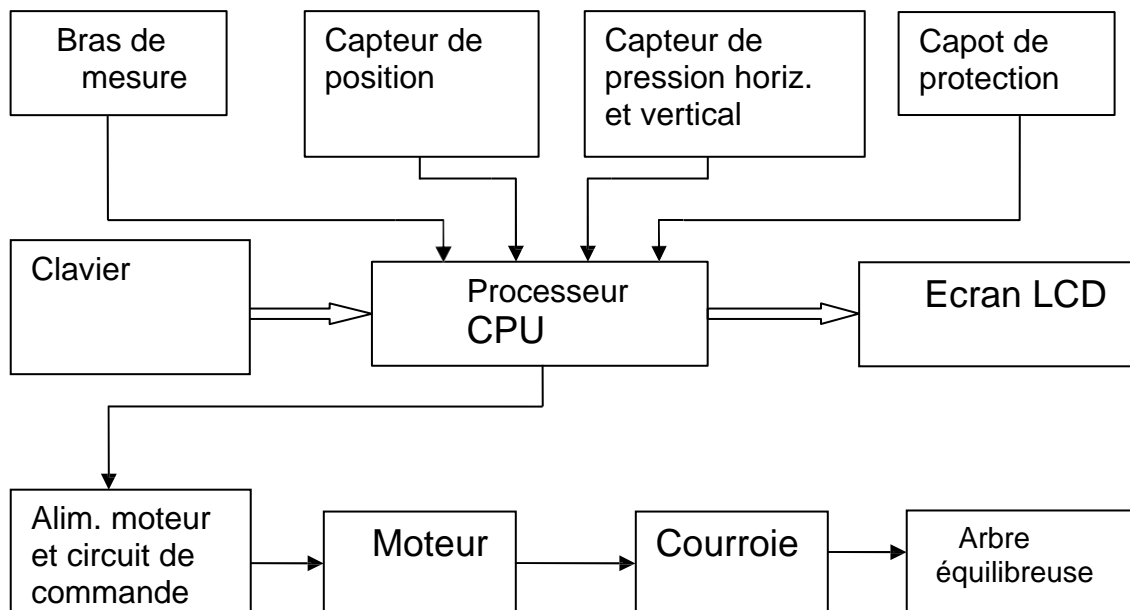 Bras de
mesure
Capteur de
position
Capteur de
pression horiz.
et vertical
Capot de
protection
Clavier
Processeur
CPU
Ecran LCD
Alim. moteur
et circuit de
commande
Moteur
Courroie
Arbre
équilibreuse